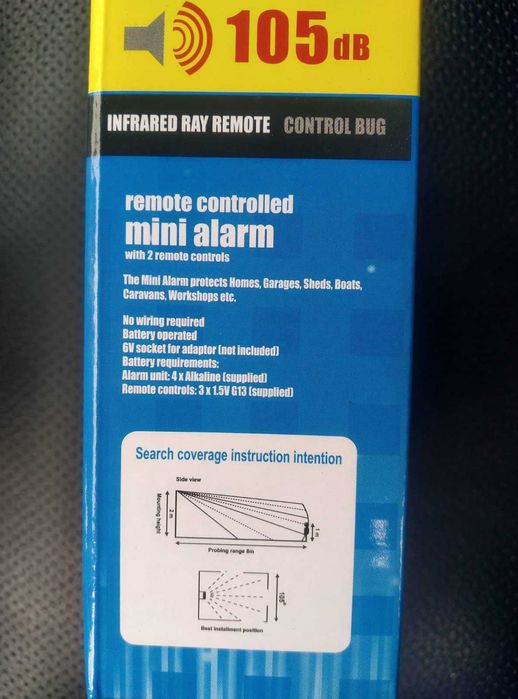 105dB
INFRARED RAY REMOTE CONTROL BUG
remote controlled
mini alarm
with 2 remote controls
The Mini Alarm protects Homes, Garages, Sheds, Boats,
Caravans, Workshops etc.
No wiring required
Battery operated
6V socket for adaptor (not included)
Battery requirements:
Alarm unit: 4 x Alkaline (supplied)
Remote controls: 3 x 1.5V G13 (supplied)
Search coverage instruction intention
Side view
Mounting height
2 m
1 m
Probing range 8m
105°
Best installment position